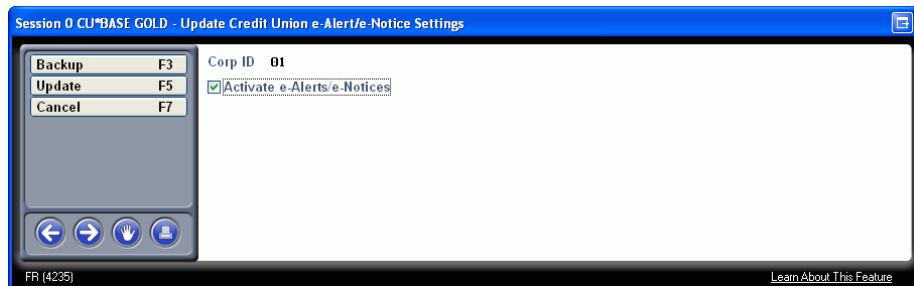 Session 0 CU*BASE GOLD - Update Credit Union e-Alert/e-Notice Settings
Backup F3
Update F5
Cancel F7
Corp ID 01
Activate e-Alerts/e-Notices
FR (4235)
Learn About This Feature